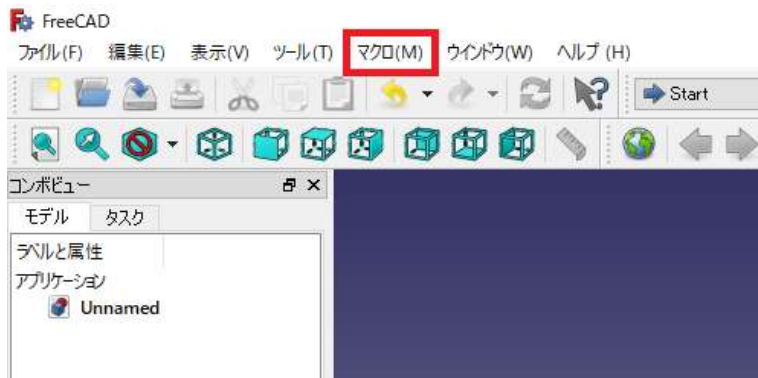 FreeCAD
ファイル(F) 編集(E) 表示(V) ツール(T) マクロ(M) ウインドウ(W) ヘルプ (H)
Start
コンボビュー
モデル タスク
ラベルと属性
アプリケーション
Unnamed